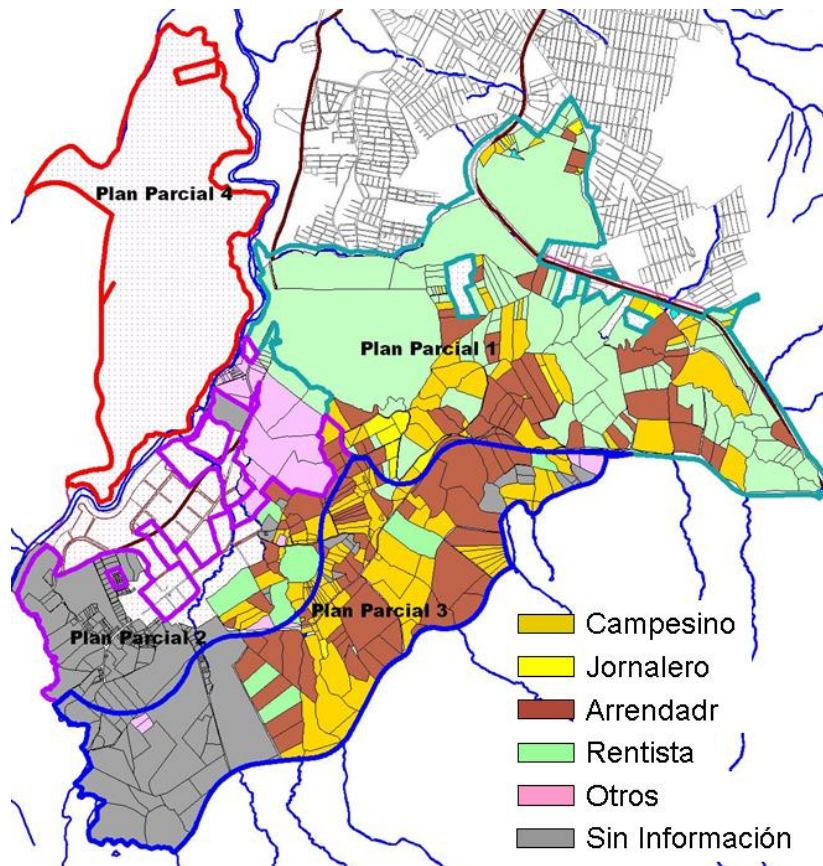 Plan Parcial 4
Plan Parcial 1
Plan Parcial 3
Plan Parcial 2
Campesino
Jornalero
Arrendadr
Rentista
Otros
Sin Información